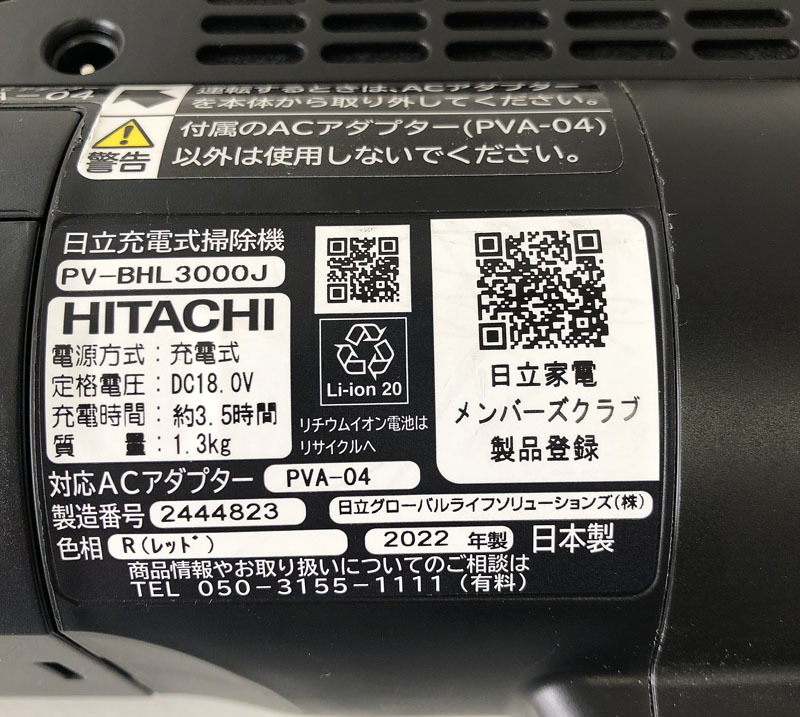 A-04
運転するときは、ACアダプター
を本体から取り外してください。
警告
付属のACアダプター(PVA-04)
以外は使用しないでください。
日立充電式掃除機
PV-BHL3000J
HITACHI
電源方式：充電式
定格電圧：DC18.0V
充電時間：約3.5時間
質　　量：1.3kg
Li-ion 20
リチウムイオン電池は
リサイクルへ
日立家電
メンバーズクラブ
製品登録
対応ACアダプター PVA-04
製造番号 2444823
日立グローバルライフソリューションズ(株)
色相 R(レッド)
2022 年製 日本製
商品情報やお取り扱いについてのご相談は
TEL 050-3155-1111 (有料)